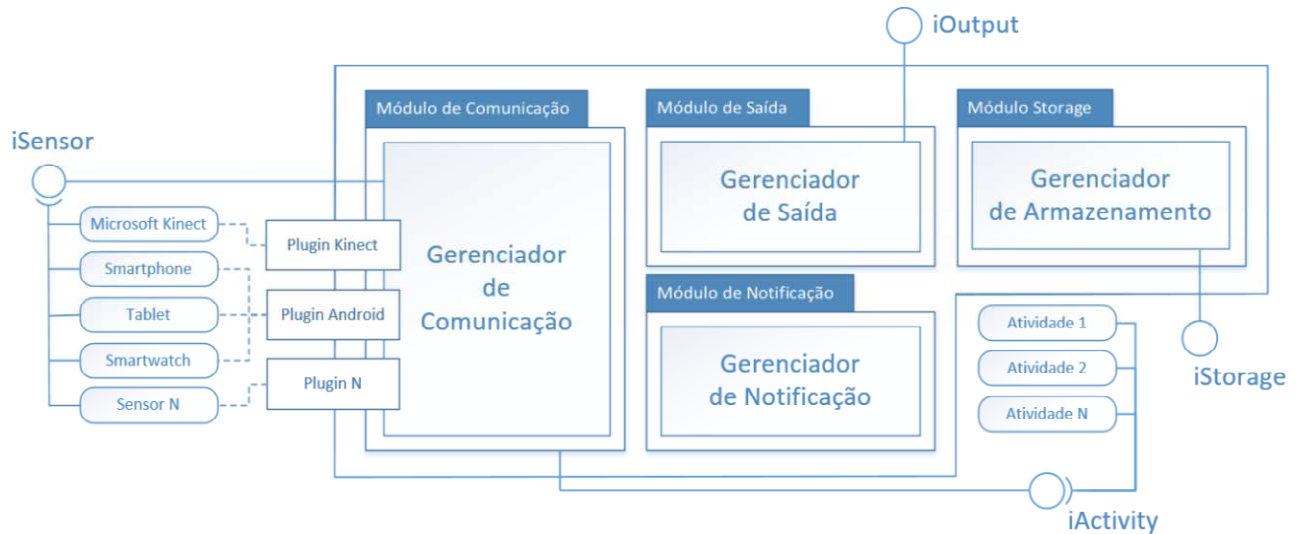 iOutput
Módulo de Comunicação
Módulo de Saída
Módulo Storage
iSensor
Microsoft Kinect
Smartphone
Tablet
Smartwatch
Sensor N
Plugin Kinect
Plugin Android
Plugin N
Gerenciador
de
Comunicação
Gerenciador
de Saída
Gerenciador
de Armazenamento
Módulo de Notificação
Gerenciador
de Notificação
Atividade 1
Atividade 2
Atividade N
iStorage
iActivity